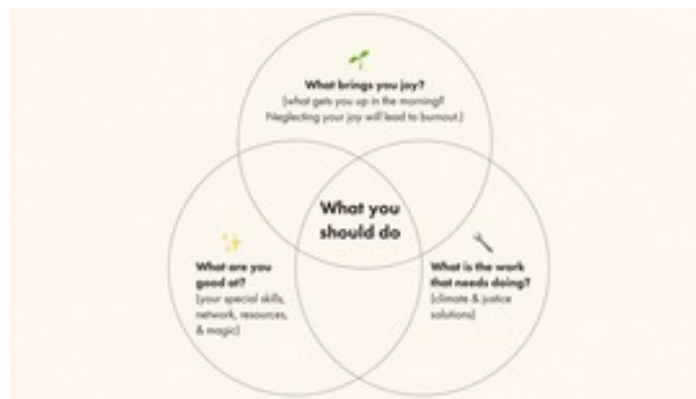 What brings you joy?
(what gets you up in the morning!
Neglecting your joy will lead to burnout.)
What you
should do
What are you
good at?
(your special skills,
network, resources,
& magic)
What is the work
that needs doing?
(climate & justice
solutions)